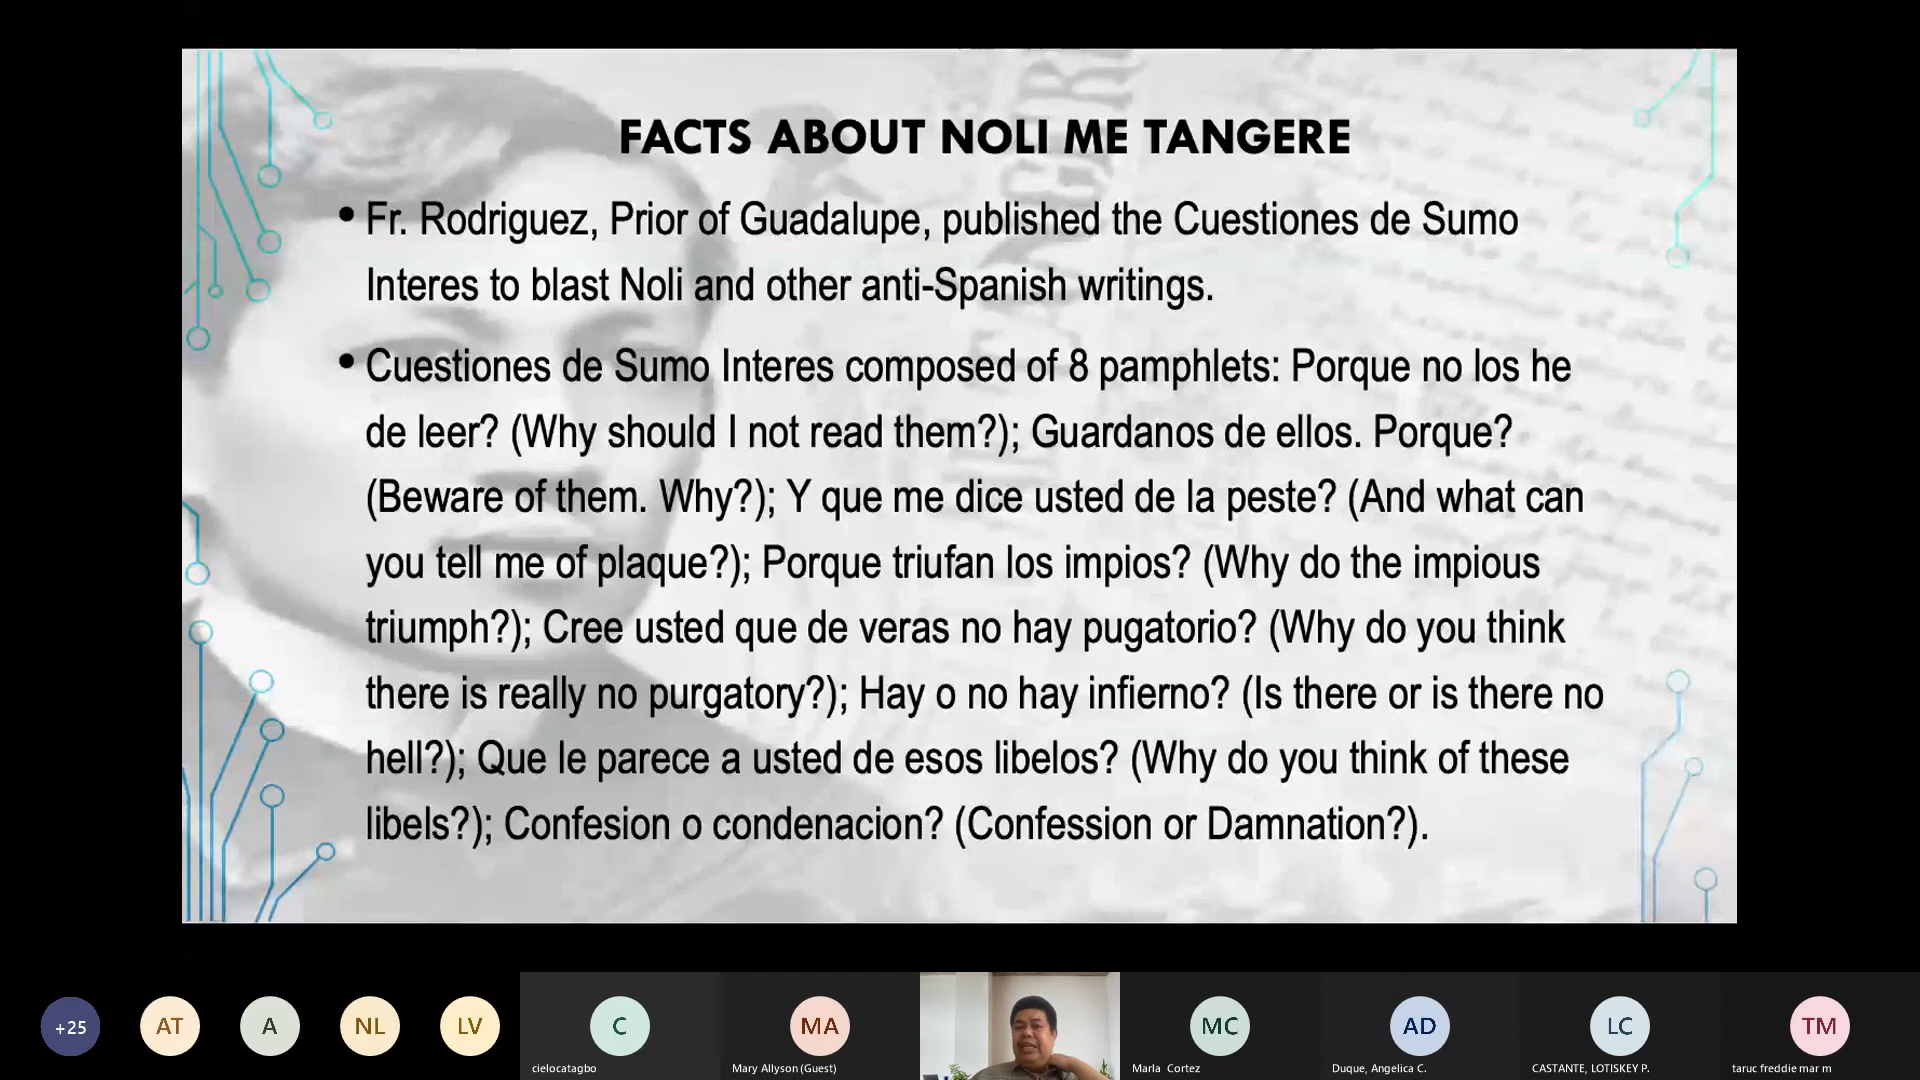 FACTS ABOUT NOLI ME TANGERE
• Fr. Rodriguez, Prior of Guadalupe, published the Cuestiones de Sumo
Interes to blast Noli and other anti-Spanish writings.
• Cuestiones de Sumo Interes composed of 8 pamphlets: Porque no los he
de leer? (Why should I not read them?); Guardanos de ellos. Porque?
(Beware of them. Why?); Y que me dice usted de la peste? (And what can
you tell me of plaque?); Porque triufan los impios? (Why do the impious
triumph?); Cree usted que de veras no hay pugatorio? (Why do you think
there is really no purgatory?); Hay o no hay infierno? (Is there or is there no
hell?); Que le parece a usted de esos libelos? (Why do you think of these
libels?); Confesion o condenacion? (Confession or Damnation?).
+25
AT
A
NL
LV
C
MA
MC
AD
LC
TM
cielocatagbo
Mary Allyson (Guest)
Marla Cortez
Duque, Angelica C.
CASTANTE, LOTISKEY P.
taruc freddie mar m